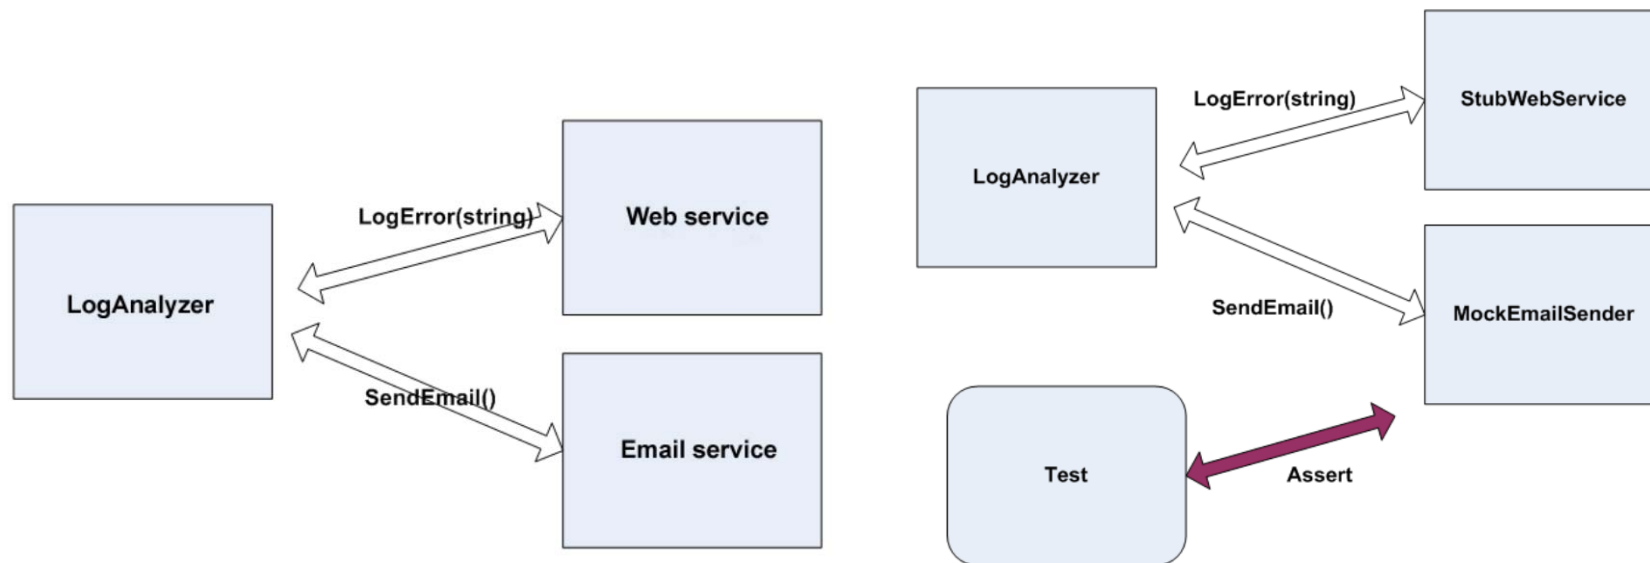 LogError(string)
Web service
LogAnalyzer
SendEmail()
Email service
LogError(string)
StubWebService
LogAnalyzer
SendEmail()
MockEmailSender
Test
Assert